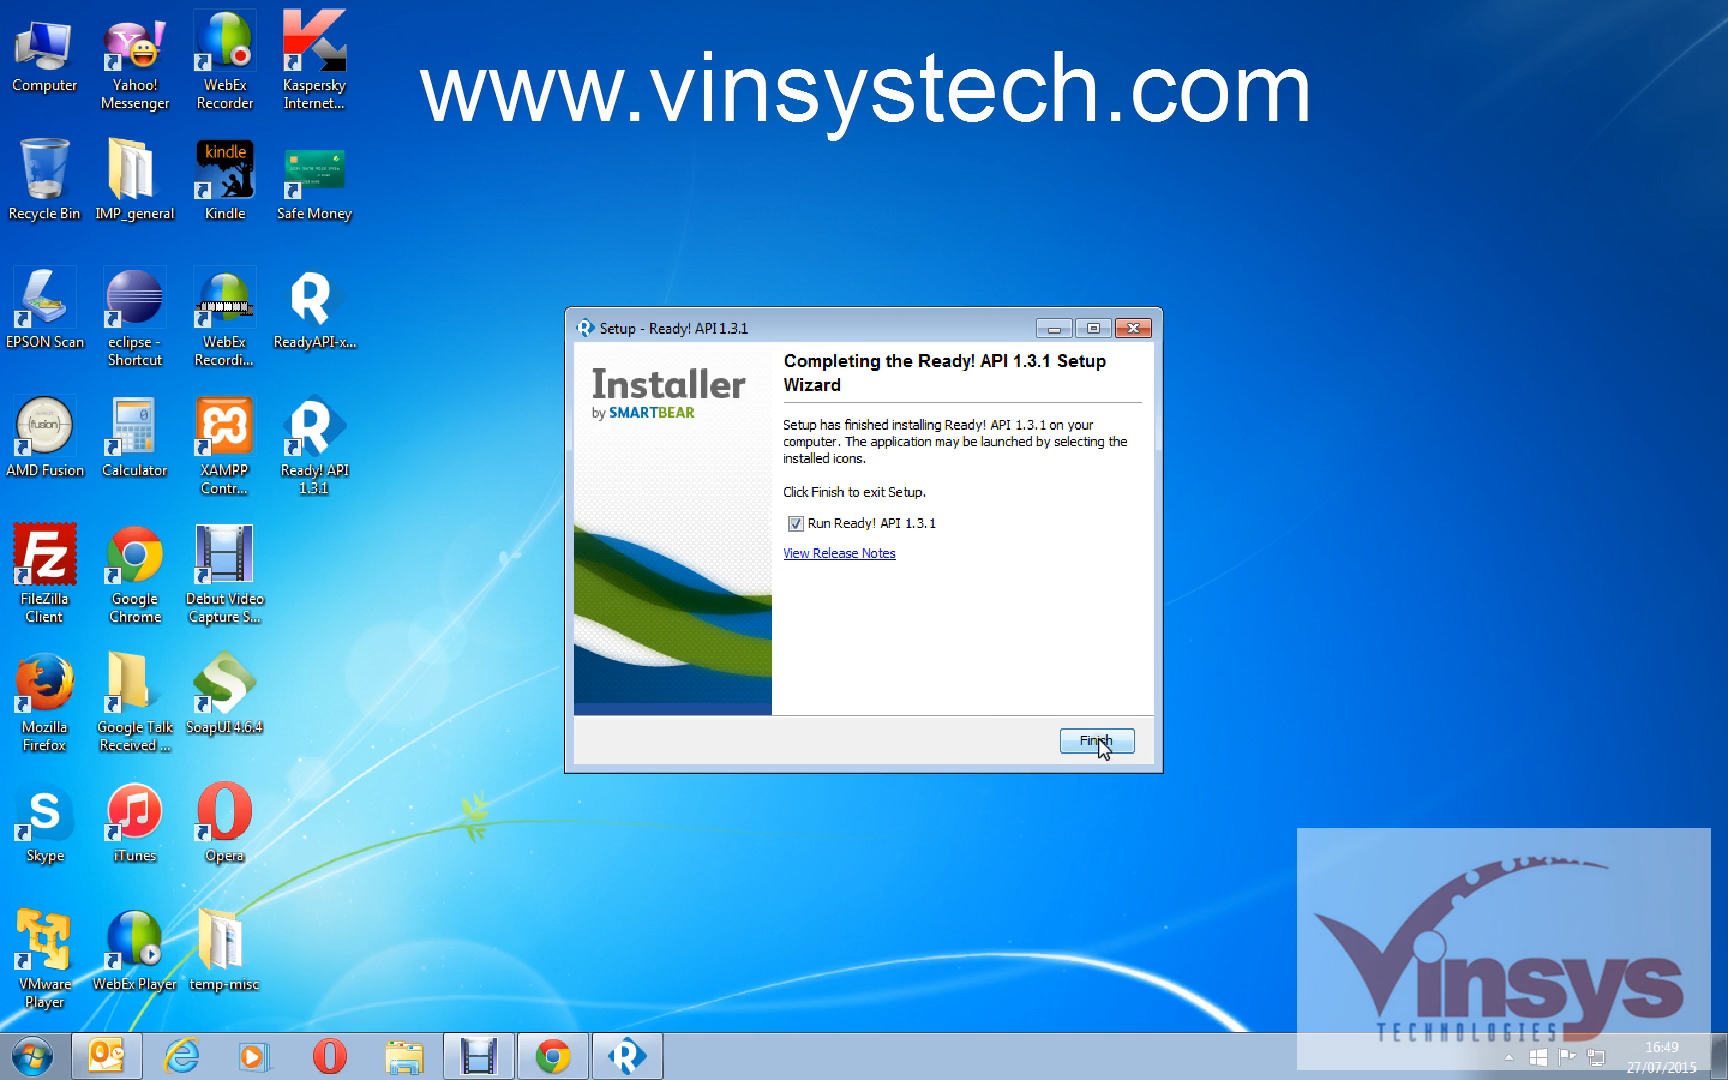 www.vinsystech.com
Computer
Yahoo!
Messenger
WebEx
Recorder
Kaspersky
Internet...
kindle
Recycle Bin
IMP_general
Kindle
Safe Money
EPSON Scan
eclipse -
Shortcut
WebEx
Recordi...
R
ReadyAPI-x...
fusion
0
AMD Fusion
Calculator
XAMPP
Contr...
R
Ready! API
1.3.1
Fz
FileZilla
Client
Google
Chrome
Debut Video
Capture S...
Mozilla
Firefox
Google Talk
Received ...
S
SoapUI 4.6.4
S
Skype
iTunes
Opera
VMware
Player
WebEx Player
temp-misc
Setup - Ready! API 1.3.1
Installer
by SMARTBEAR
Completing the Ready! API 1.3.1 Setup
Wizard
Setup has finished installing Ready! API 1.3.1 on your
computer. The application may be launched by selecting the
installed icons.
Click Finish to exit Setup.
Run Ready! API 1.3.1
View Release Notes
Finish
Vinsys
TECHNOLOGIES
16:49
27/07/2015